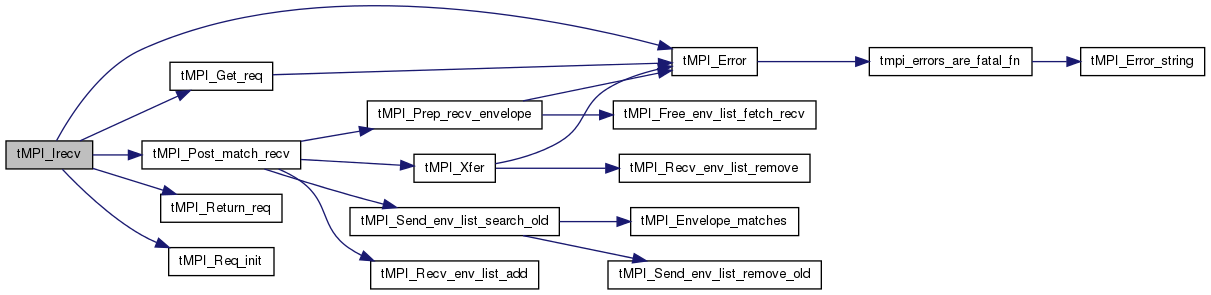 tMPI_Irecv
tMPI_Get_req
tMPI_Post_match_recv
tMPI_Return_req
tMPI_Req_init
tMPI_Prep_recv_envelope
tMPI_Xfer
tMPI_Send_env_list_search_old
tMPI_Recv_env_list_add
tMPI_Error
tMPI_Free_env_list_fetch_recv
tMPI_Recv_env_list_remove
tMPI_Envelope_matches
tMPI_Send_env_list_remove_old
tmpi_errors_are_fatal_fn
tMPI_Error_string